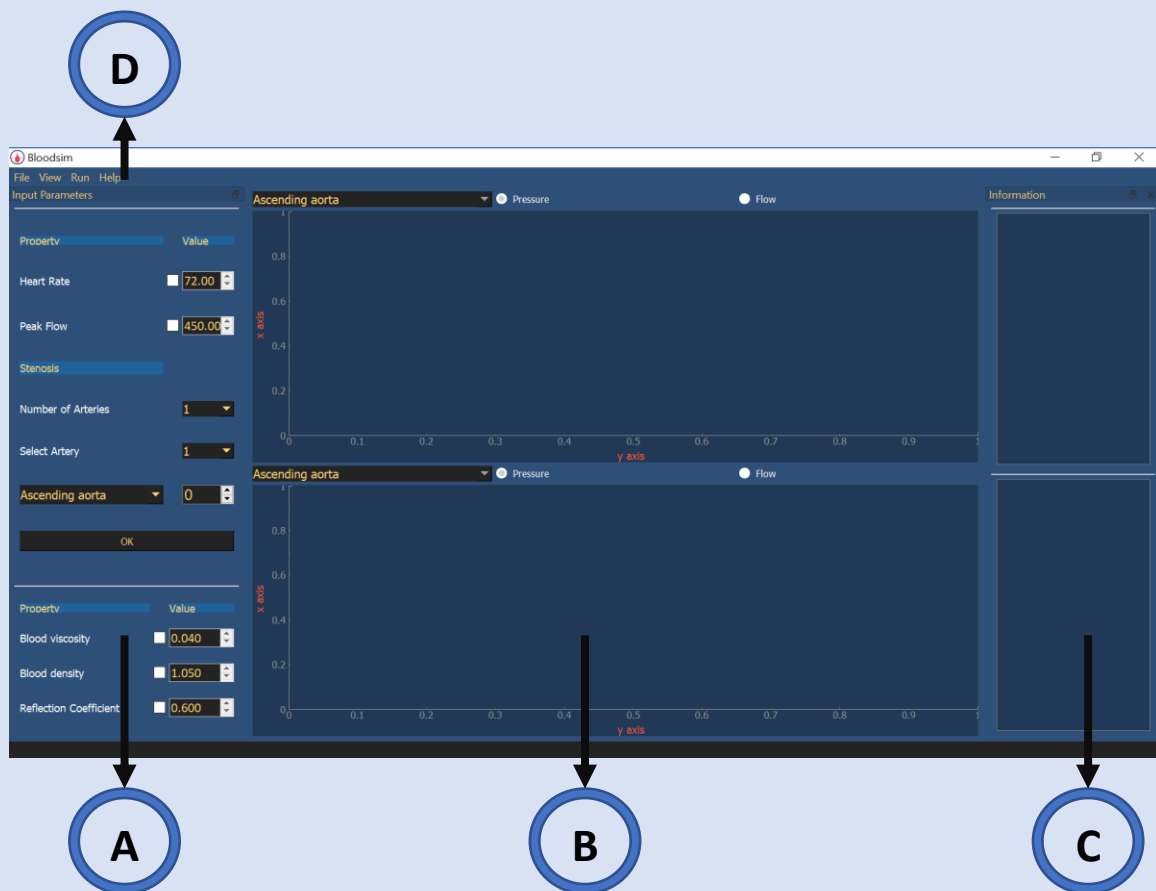 D
Bloodsim
File View Run Help
Input Parameters
Property Value
Heart Rate 72.00
Peak Flow 450.00
Stenosis
Number of Arteries 1
Select Artery 1
Ascending aorta 0
OK
Property Value
Blood viscosity 0.040
Blood density 1.050
Reflection Coefficient 0.600
Ascending aorta Pressure Flow
1
0.8
0.6
x axis
0.4
0.2
0
0 0.1 0.2 0.3 0.4 0.5 0.6 0.7 0.8 0.9 1
y axis
Ascending aorta Pressure Flow
1
0.8
0.6
x axis
0.4
0.2
0
0 0.1 0.2 0.3 0.4 0.5 0.6 0.7 0.8 0.9 1
y axis
Information
A
B
C